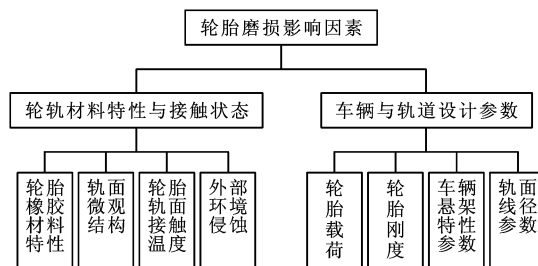 轮胎磨损影响因素
轮轨材料特性与接触状态
车辆与轨道设计参数
轮胎
橡胶
材料
特性
轨面
微观
结构
轮胎
轨面
接触
温度
外部
环境
侵蚀
轮胎载荷
轮胎刚度
车辆
悬架
特性
参数
轨面
线径
参数